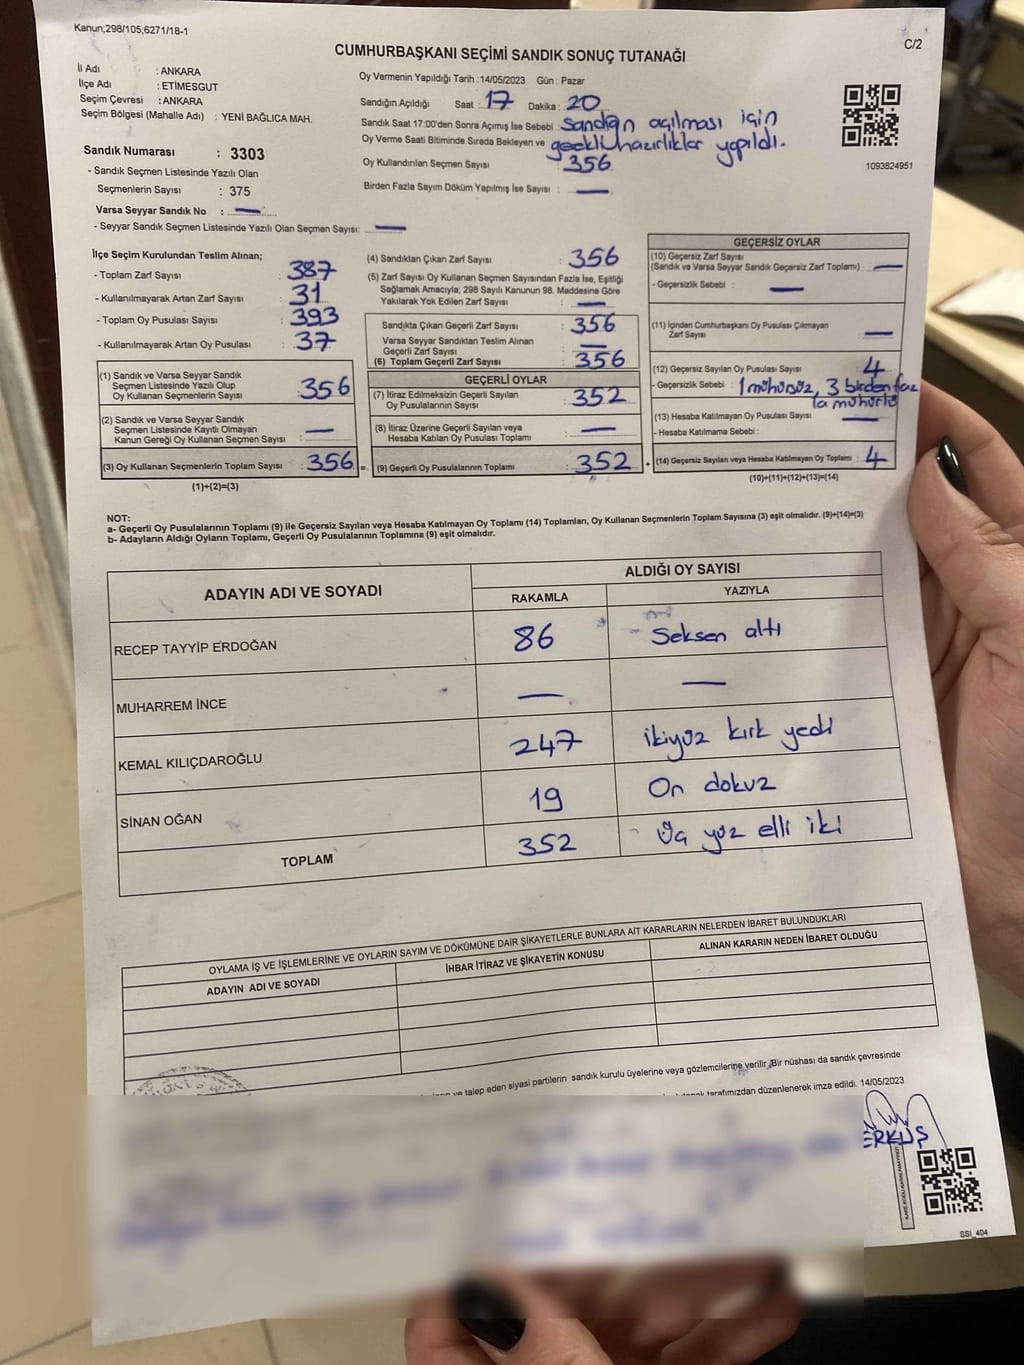 Kanun;298/105;6271/18-1
C/2
CUMHURBAŞKANI SEÇİMİ SANDIK SONUÇ TUTANAĞI
İl Adı : ANKARA
İlçe Adı : ETİMESGUT
Seçim Çevresi : ANKARA
Seçim Bölgesi (Mahalle Adı) : YENİ BAĞLICA MAH.
Sandık Numarası : 3303
- Sandık Seçmen Listesinde Yazılı Olan
Seçmenlerin Sayısı : 375
Varsa Seyyar Sandık No : —
- Seyyar Sandık Seçmen Listesinde Yazılı Olan Seçmen Sayısı: —
Oy Vermenin Yapıldığı Tarih :14/05/2023 Gün : Pazar
Sandığın Açıldığı Saat : 17 Dakika : 20
Sandık Saat 17:00'den Sonra Açımış İse Sebebi : Sandığın açılması için
Oy Verme Saati Bitiminde Sırada Bekleyen ve gerekli hazırlıklar yapıldı.
Oy Kullandırılan Seçmen Sayısı : 356
Birden Fazla Sayım Döküm Yapılmış İse Sayısı : —
1093824951
İlçe Seçim Kurulundan Teslim Alınan;
- Toplam Zarf Sayısı : 387
- Kullanılmayarak Artan Zarf Sayısı : 31
- Toplam Oy Pusulası Sayısı : 393
- Kullanılmayarak Artan Oy Pusulası : 37
(1) Sandık ve Varsa Seyyar Sandık
Seçmen Listesinde Yazılı Olup
Oy Kullanan Seçmenlerin Sayısı : 356
(2) Sandık ve Varsa Seyyar Sandık
Seçmen Listesinde Kayıtlı Olmayan
Kanun Gereği Oy Kullanan Seçmen Sayısı : —
(3) Oy Kullanan Seçmenlerin Toplam Sayısı : 356 =
(1)+(2)=(3)
(4) Sandıktan Çıkan Zarf Sayısı : 356
(5) Zarf Sayısı Oy Kullanan Seçmen Sayısından Fazla İse, Eşitliği
Sağlamak Amacıyla; 298 Sayılı Kanunun 98. Maddesine Göre
Yakılarak Yok Edilen Zarf Sayısı : —
Sandıkta Çıkan Geçerli Zarf Sayısı : 356
Varsa Seyyar Sandıktan Teslim Alınan
Geçerli Zarf Sayısı : —
(6) Toplam Geçerli Zarf Sayısı : 356
GEÇERLİ OYLAR
(7) İtiraz Edilmeksizin Geçerli Sayılan
Oy Pusulalarının Sayısı : 352
(8) İtiraz Üzerine Geçerli Sayılan veya
Hesaba Katılan Oy Pusulası Toplamı : —
(9) Geçerli Oy Pusulalarının Toplamı : 352 +
GEÇERSİZ OYLAR
(10) Geçersiz Zarf Sayısı
(Sandık ve Varsa Seyyar Sandık Geçersiz Zarf Toplamı) : —
- Geçersizlik Sebebi : —
(11) İçinden Cumhurbaşkanı Oy Pusulası Çıkmayan
Zarf Sayısı : —
(12) Geçersiz Sayılan Oy Pusulası Sayısı : 4
- Geçersizlik Sebebi : 1 mühürsüz, 3 birden faz
la mühürlü
(13) Hesaba Katılmayan Oy Pusulası Sayısı : —
- Hesaba Katılmama Sebebi :
(14) Geçersiz Sayılan veya Hesaba Katılmayan Oy Toplamı : 4
(10)+(11)+(12)+(13)=(14)
NOT:
a- Geçerli Oy Pusulalarının Toplamı (9) ile Geçersiz Sayılan veya Hesaba Katılmayan Oy Toplamı (14) Toplamları, Oy Kullanan Seçmenlerin Toplam Sayısına (3) eşit olmalıdır. (9)+(14)=(3)
b- Adayların Aldığı Oyların Toplamı, Geçerli Oy Pusulalarının Toplamına (9) eşit olmalıdır.
ADAYIN ADI VE SOYADI ALDIĞI OY SAYISI
RAKAMLA YAZIYLA
RECEP TAYYİP ERDOĞAN 86 Seksen altı
MUHARREM İNCE — —
KEMAL KILIÇDAROĞLU 247 ikiyüz kırk yedi
SİNAN OĞAN 19 On dokuz
TOPLAM 352 Üç yüz elli iki
OYLAMA İŞ VE İŞLEMLERİNE VE OYLARIN SAYIM VE DÖKÜMÜNE DAİR ŞİKAYETLERLE BUNLARA AİT KARARLARIN NELERDEN İBARET BULUNDUKLARI
ADAYIN ADI VE SOYADI İHBAR İTİRAZ VE ŞİKAYETİN KONUSU ALINAN KARARIN NEDEN İBARET OLDUĞU
ve talep eden siyasi partilerin sandık kurulu üyelerine veya gözlemcilerine verilir. Bir nüshası da sandık çevresinde
tarafımızdan düzenlenerek imza edildi. 14/05/2023
ERKUŞ
SSI_404